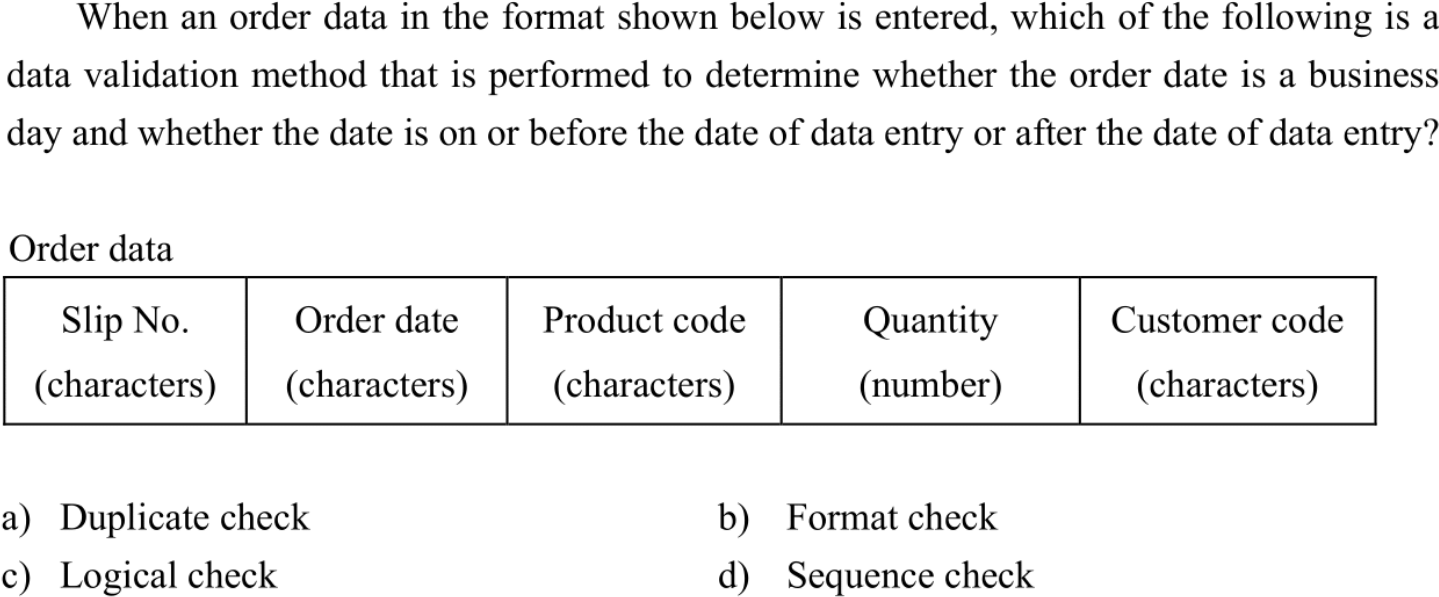 When an order data in the format shown below is entered, which of the following is a
data validation method that is performed to determine whether the order date is a business
day and whether the date is on or before the date of data entry or after the date of data entry?
Order data
Slip No. Order date Product code Quantity Customer code
(characters) (characters) (characters) (number) (characters)
a) Duplicate check b) Format check
c) Logical check d) Sequence check